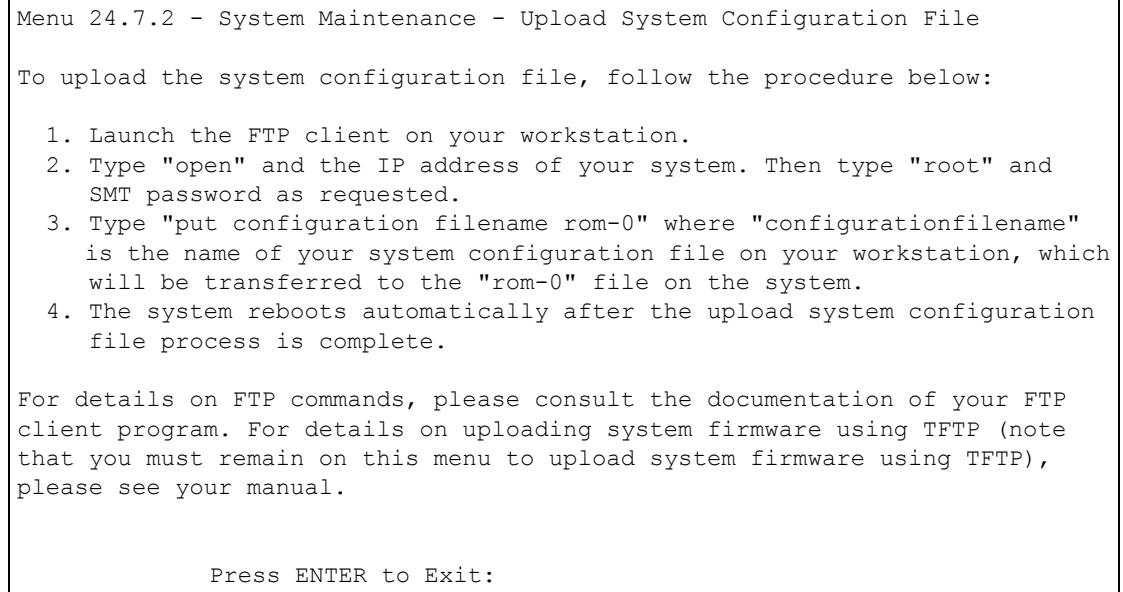 Menu 24.7.2 - System Maintenance - Upload System Configuration File
To upload the system configuration file, follow the procedure below:
1. Launch the FTP client on your workstation.
2. Type "open" and the IP address of your system. Then type "root" and
SMT password as requested.
3. Type "put configuration filename rom-0" where "configurationfilename"
is the name of your system configuration file on your workstation, which
will be transferred to the "rom-0" file on the system.
4. The system reboots automatically after the upload system configuration
file process is complete.
For details on FTP commands, please consult the documentation of your FTP
client program. For details on uploading system firmware using TFTP (note
that you must remain on this menu to upload system firmware using TFTP),
please see your manual.
Press ENTER to Exit: